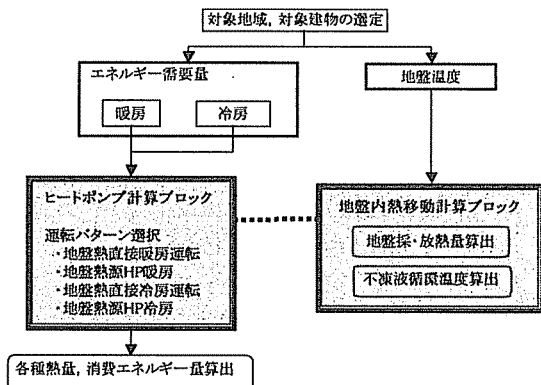 対象地域, 対象建物の選定
エネルギー需要量
暖房
冷房
地盤温度
ヒートポンプ計算ブロック
運転パターン選択
・地盤熱直接暖房運転
・地盤熱源HP暖房
・地盤熱直接冷房運転
・地盤熱源HP冷房
地盤内熱移動計算ブロック
地盤採・放熱量算出
不凍液循環温度算出
各種熱量, 消費エネルギー量算出